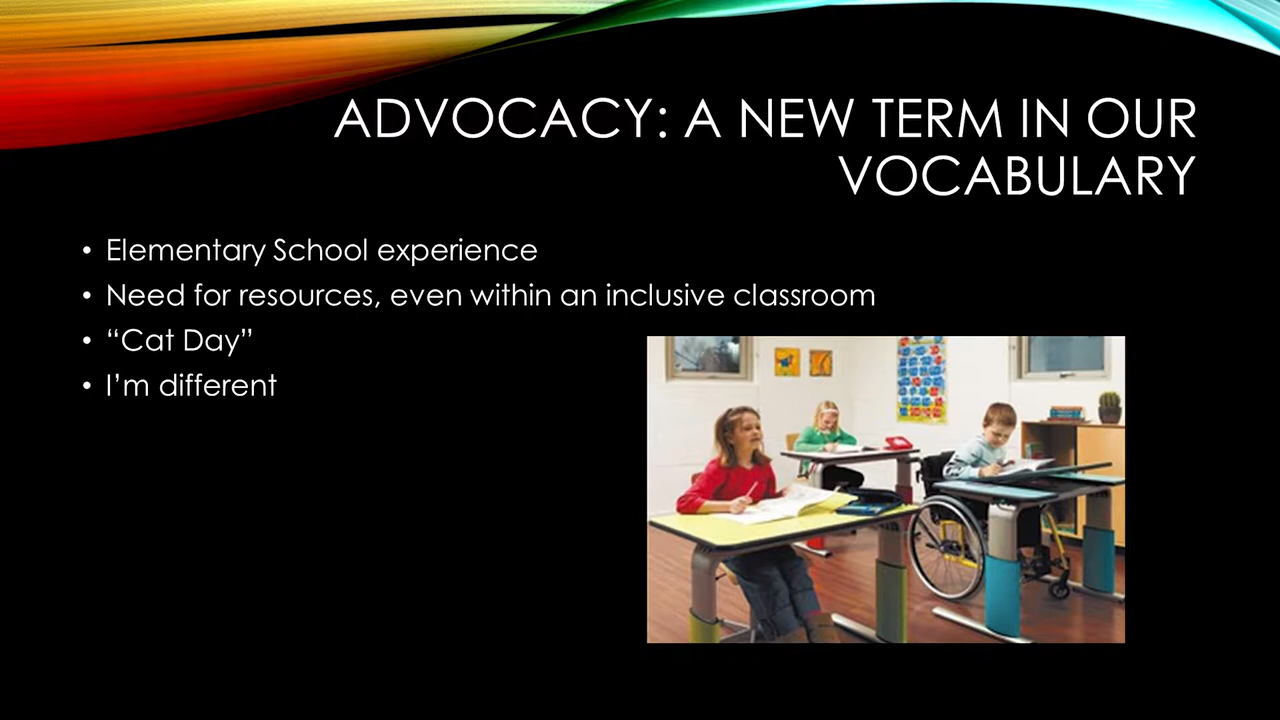 ADVOCACY: A NEW TERM IN OUR
VOCABULARY
• Elementary School experience
• Need for resources, even within an inclusive classroom
• “Cat Day”
• I’m different